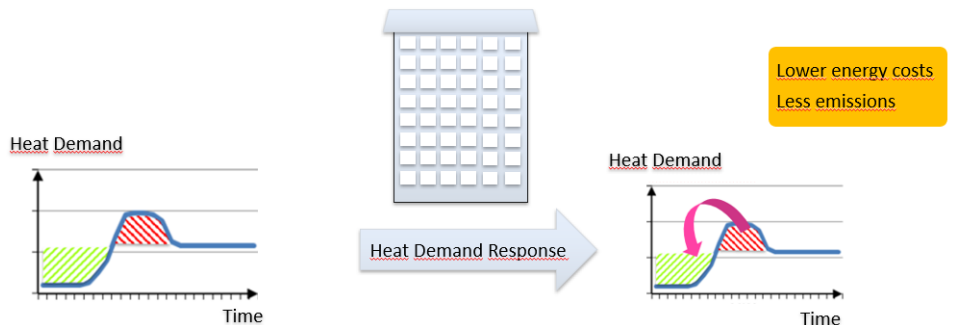 Lower energy costs
Less emissions
Heat Demand
Heat Demand
Heat Demand Response
Time
Time